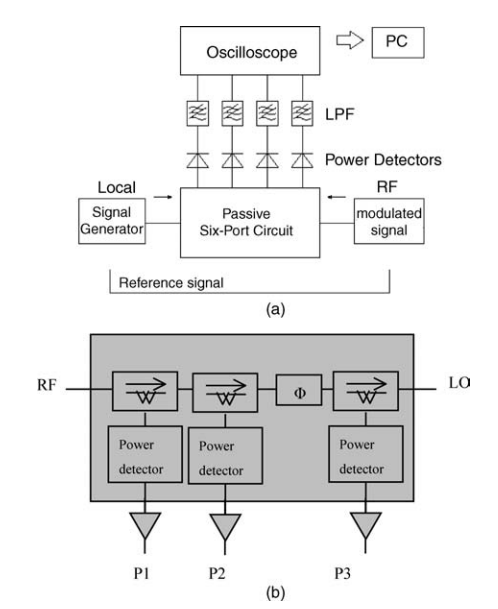 Oscilloscope
PC
LPF
Power Detectors
Local
RF
Signal
Generator
Passive
Six-Port Circuit
modulated
signal
Reference signal
(a)
RF
LO
Φ
Power
detector
Power
detector
Power
detector
P1
P2
P3
(b)